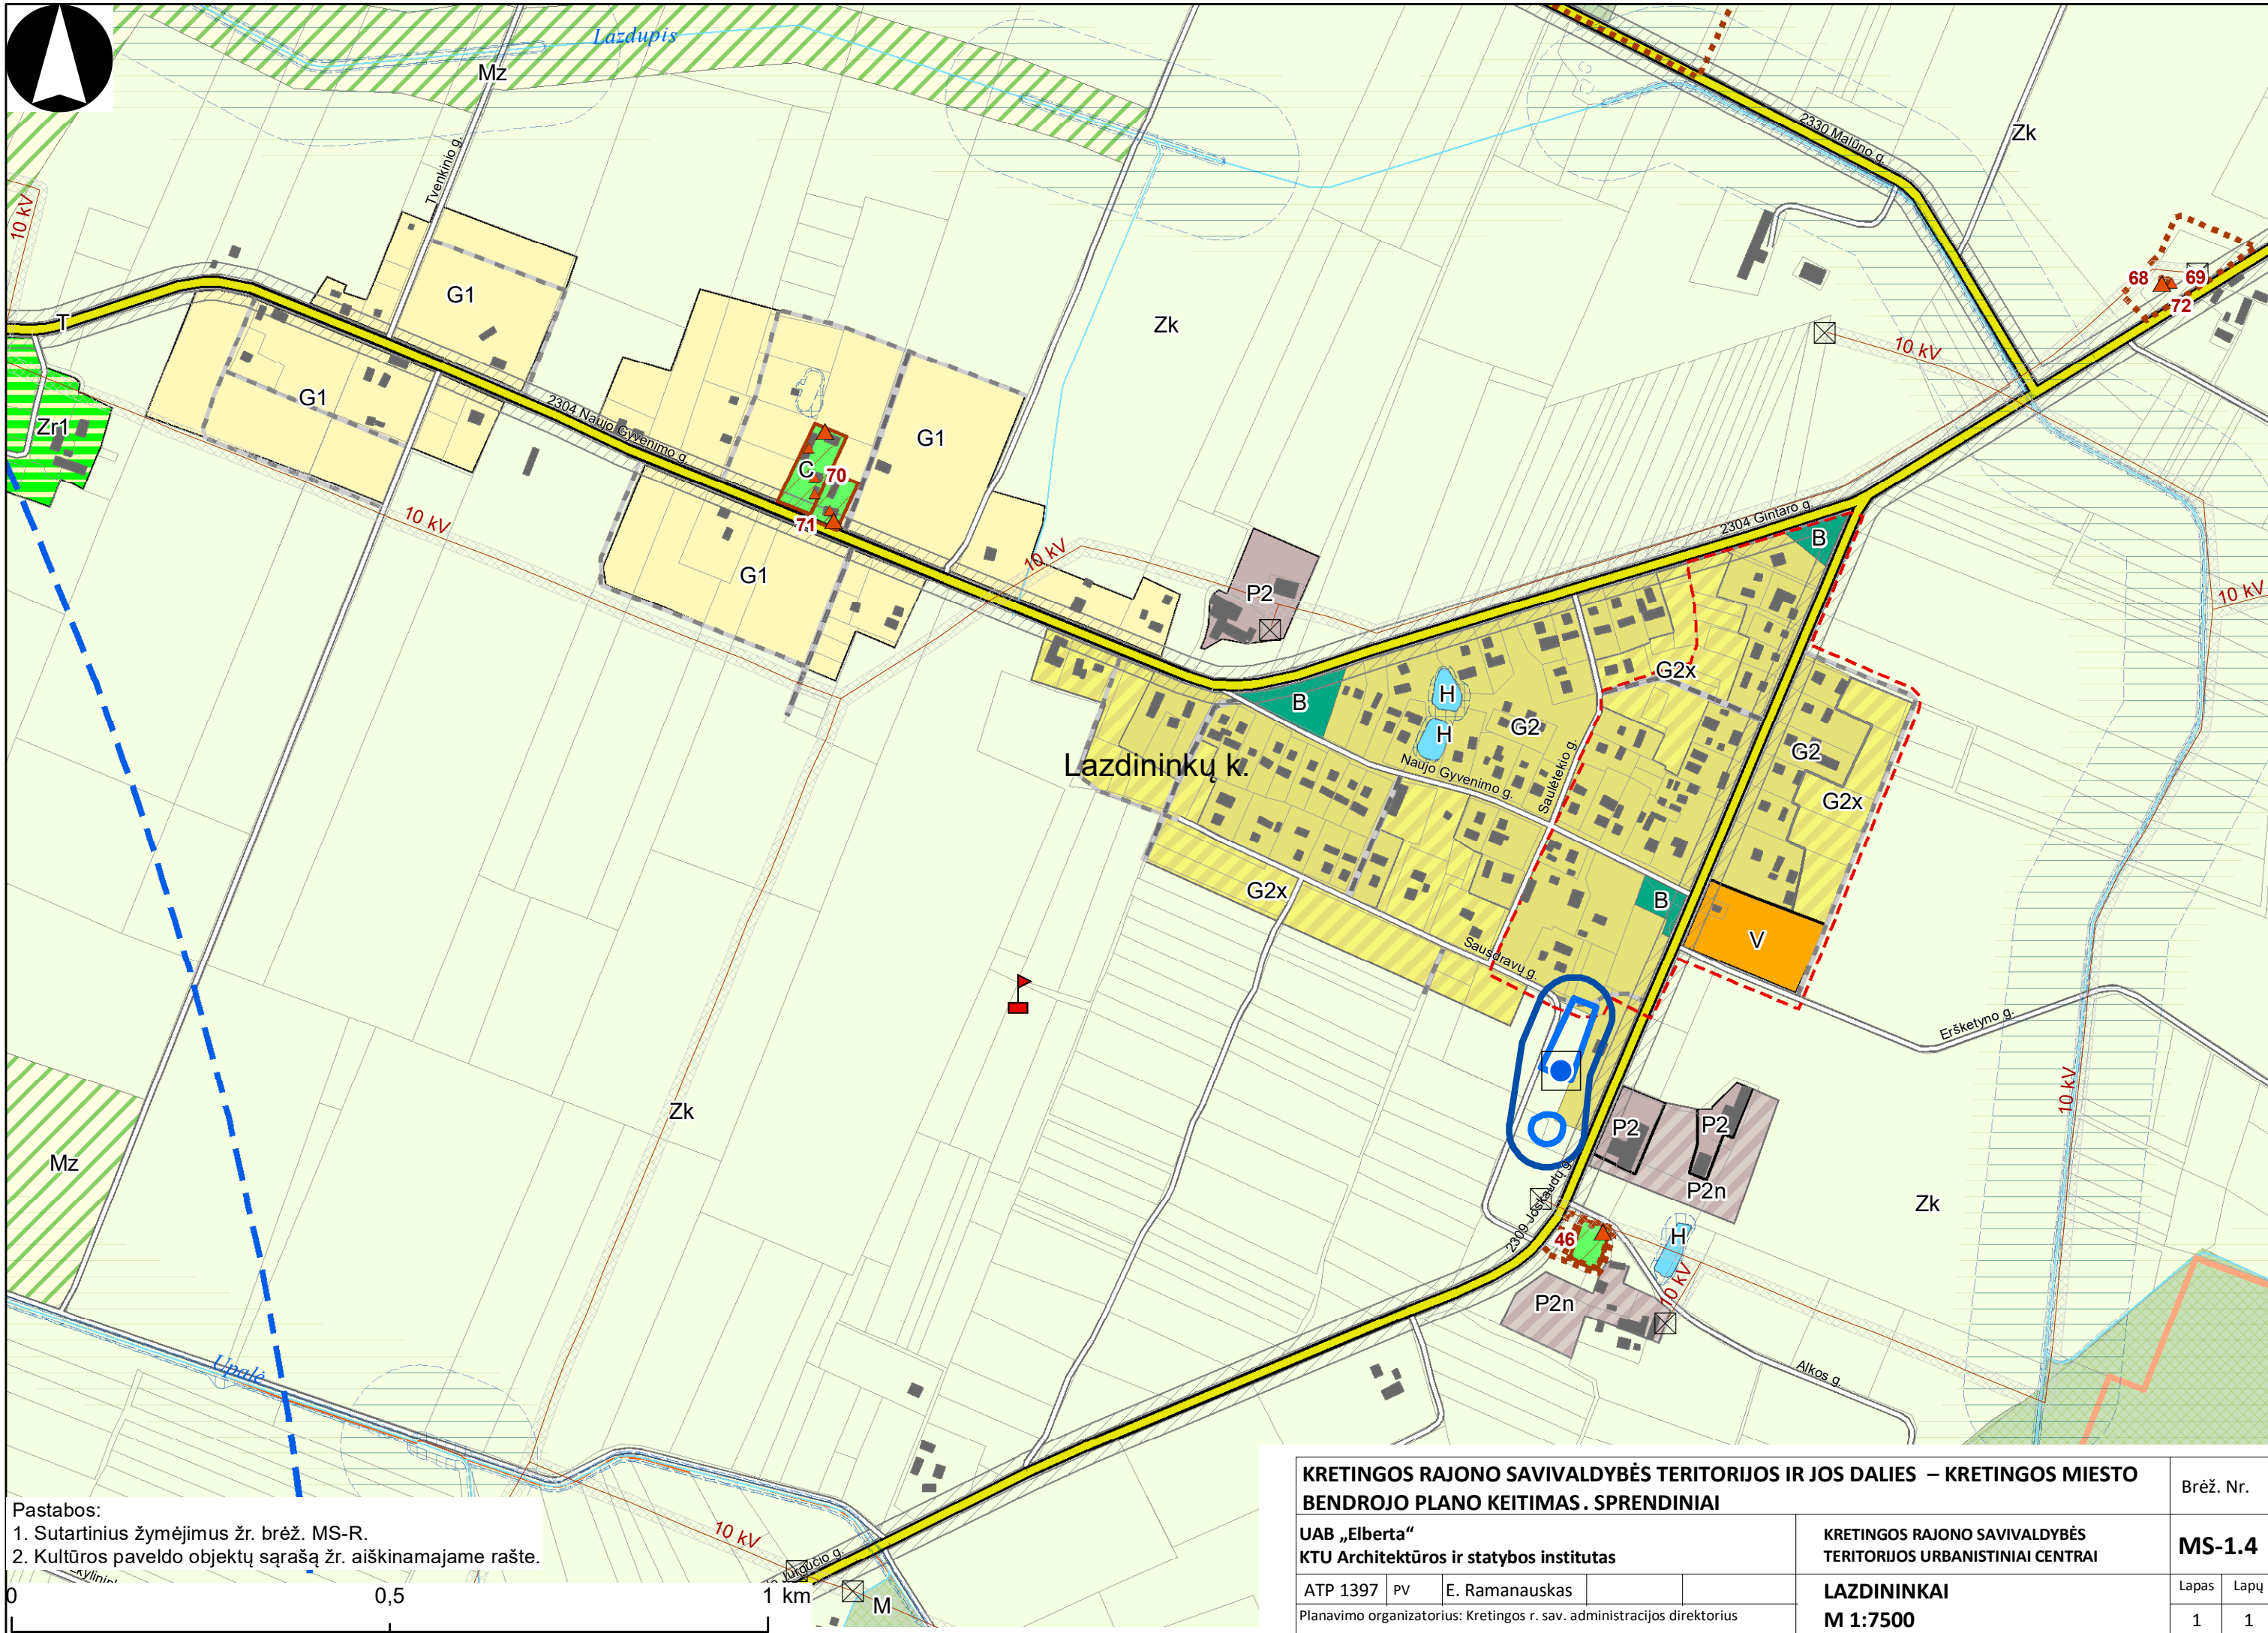 Lazdupis
Mz
Tvenkinio g.
10 kV
G1
T
G1
Zr1
2304 Naujo Gyvenimo g.
10 kV
C
70
71
G1
G1
Zk
10 kV
P2
2330 Malūno g.
Zk
68
69
72
10 kV
2304 Gintaro g.
B
10 kV
G2x
B
H
H
G2
G2
G2x
Lazdininkų k.
Naujo Gyvenimo g.
Saulėtekio g.
G2x
B
V
Sausdravų g.
Erškėtyno g.
10 kV
Zk
Mz
P2
P2
P2n
Zk
2309 Joskaudų g.
46
H
10 kV
P2n
Alkos g.
Upalė
10 kV
M
Pastabos:
1. Sutartinius žymėjimus žr. brėž. MS-R.
2. Kultūros paveldo objektų sąrašą žr. aiškinamajame rašte.
0 0,5 1 km
KRETINGOS RAJONO SAVIVALDYBĖS TERITORIJOS IR JOS DALIES – KRETINGOS MIESTO
BENDROJO PLANO KEITIMAS. SPRENDINIAI
Brėž. Nr.
UAB „Elberta“
KTU Architektūros ir statybos institutas
KRETINGOS RAJONO SAVIVALDYBĖS
TERITORIJOS URBANISTINIAI CENTRAI
MS-1.4
ATP 1397 PV E. Ramanauskas
LAZDININKAI
M 1:7500
Lapas Lapų
1 1
Planavimo organizatorius: Kretingos r. sav. administracijos direktorius